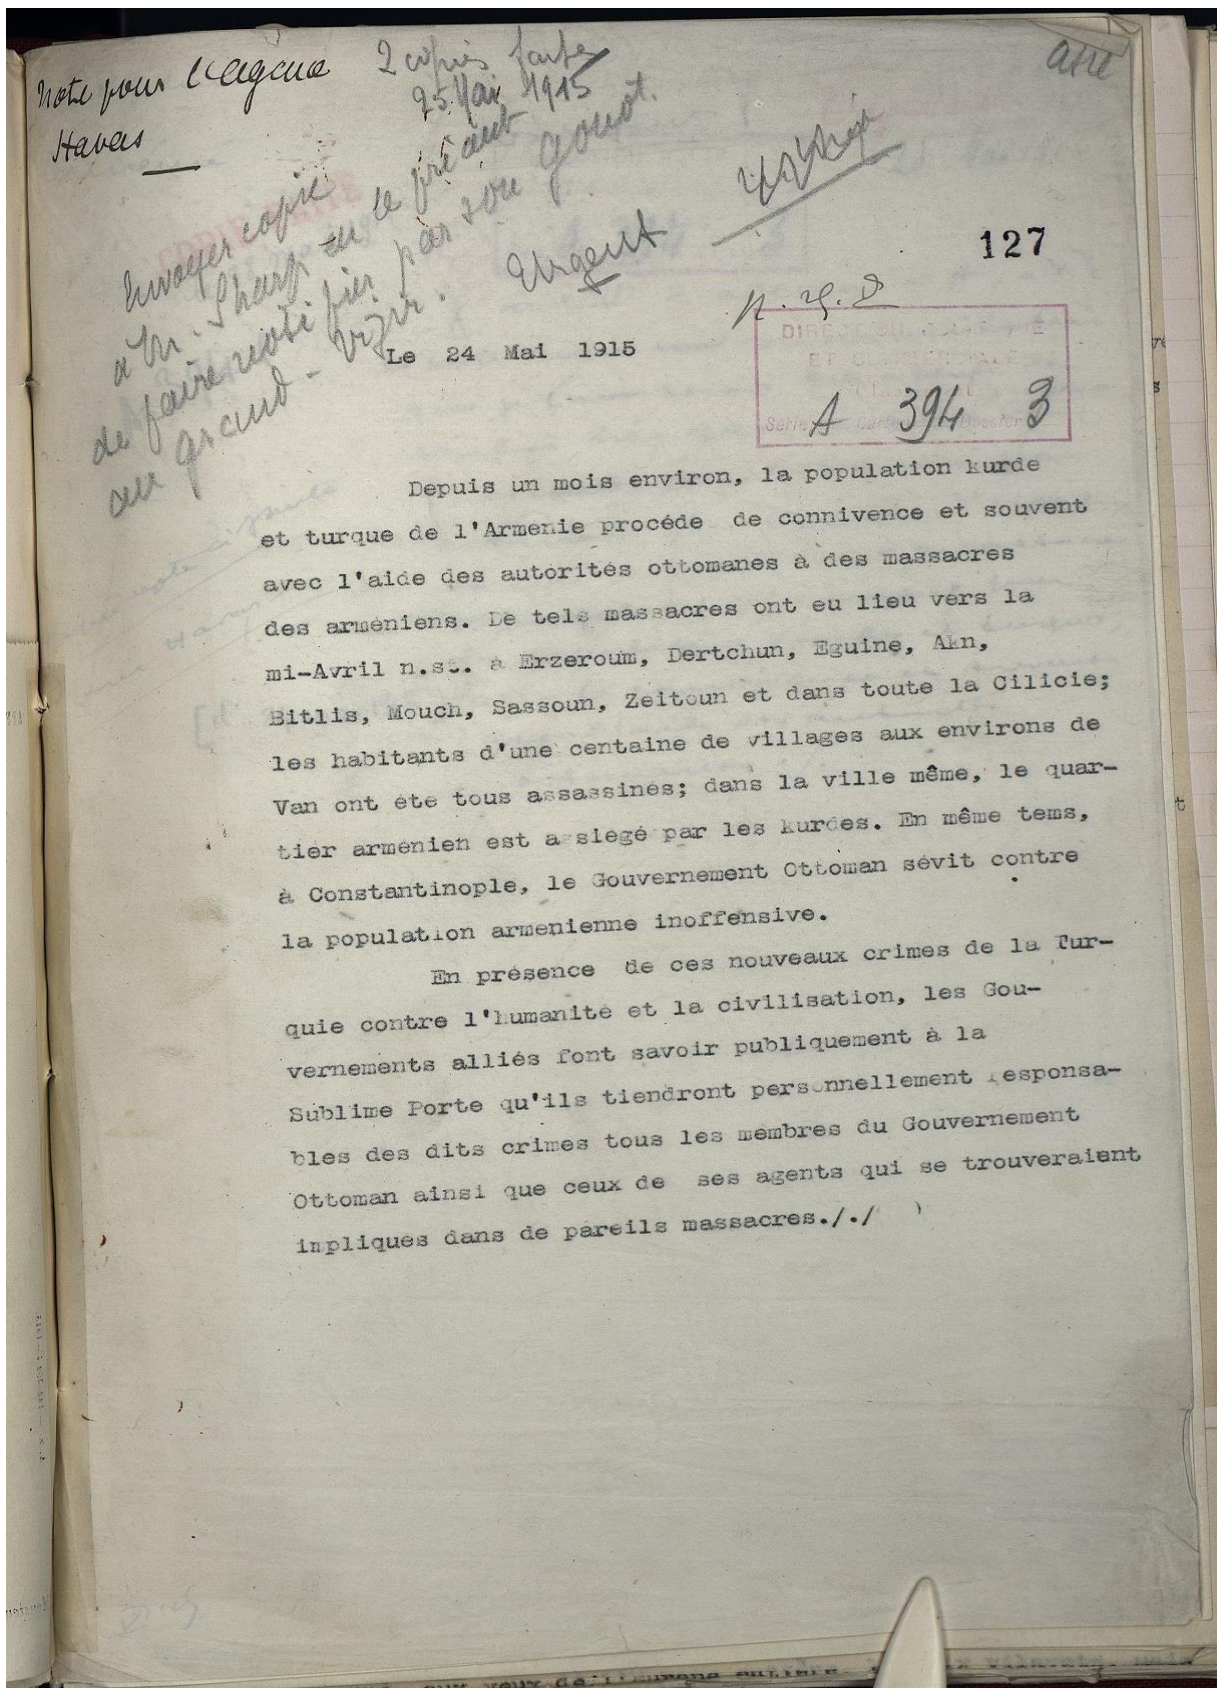 Note pour l'Agence
Havas
2 copies faites
25 Mai 1915
Envoyer copie
à Mr. Sharp en le priant
de faire notifier par son gouvt.
au grand-vizir.
Urgent
127
DIRECTION POLITIQUE
Série A Carton 394 Dossier 3
Le 24 Mai 1915
Depuis un mois environ, la population kurde
et turque de l'Armenie procéde de connivence et souvent
avec l'aide des autorités ottomanes à des massacres
des arméniens. De tels massacres ont eu lieu vers la
mi-Avril n.st. à Erzeroum, Dertchun, Eguine, Akn,
Bitlis, Mouch, Sassoun, Zeitoun et dans toute la Cilicie;
les habitants d'une centaine de villages aux environs de
Van ont été tous assassinés; dans la ville même, le quar-
tier arménien est assiegé par les kurdes. En même tems,
à Constantinople, le Gouvernement Ottoman sévit contre
la population armenienne inoffensive.
En présence de ces nouveaux crimes de la Tur-
quie contre l'humanité et la civilisation, les Gou-
vernements alliés font savoir publiquement à la
Sublime Porte qu'ils tiendront personnellement responsa-
bles des dits crimes tous les membres du Gouvernement
Ottoman ainsi que ceux de ses agents qui se trouveraient
impliqués dans de pareils massacres././